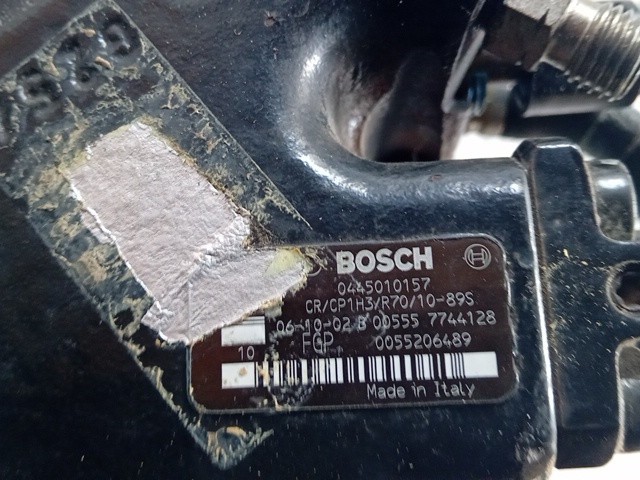 BOSCH
0445010157
CR/CP1H3/R70/10-89S
06-10-02 B 00555 7744128
10 FGP 0055206489
Made in Italy